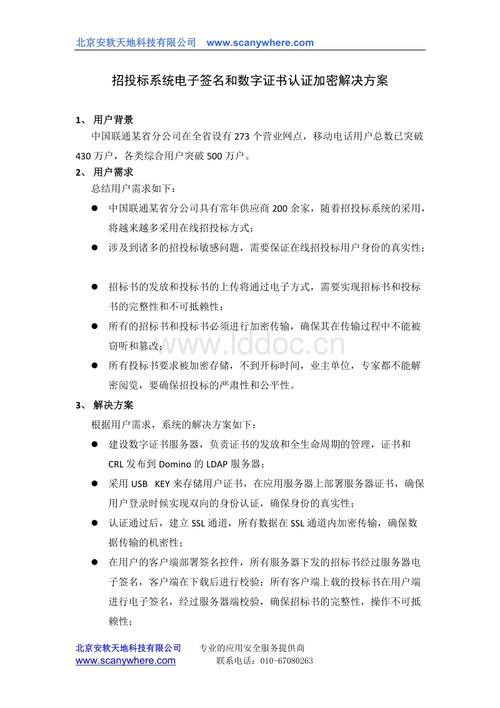 北京安软天地科技有限公司 www.scanywhere.com
招投标系统电子签名和数字证书认证加密解决方案
1、 用户背景
中国联通某省分公司在全省设有 273 个营业网点，移动电话用户总数已突破
430 万户，各类综合用户突破 500 万户。
2、 用户需求
总结用户需求如下：
● 中国联通某省分公司具有常年供应商 200 余家，随着招投标系统的采用，
将越来越多采用在线招投标方式；
● 涉及到诸多的招投标敏感问题，需要保证在线招投标用户身份的真实性；
● 招标书的发放和投标书的上传将通过电子方式，需要实现招标书和投标
书的完整性和不可抵赖性；
● 所有的招标书和投标书必须进行加密传输，确保其在传输过程中不能被
窃听和篡改；
www.lddoc.cn
● 所有投标书要求被加密存储，不到开标时间，业主单位，专家都不能解
密阅览，要确保招投标的严肃性和公平性。
3、 解决方案
根据用户需求，系统的解决方案如下：
● 建设数字证书服务器，负责证书的发放和全生命周期的管理，证书和
CRL 发布到 Domino 的 LDAP 服务器；
● 采用 USB KEY 来存储用户证书，在应用服务器上部署服务器证书，确保
用户登录时候实现双向的身份认证，确保身份的真实性；
● 认证通过后，建立 SSL 通道，所有数据在 SSL 通道内加密传输，确保数
据传输的机密性；
● 在用户的客户端部署签名控件，所有服务器下发的招标书经过服务器电
子签名，客户端在下载后进行校验；所有客户端上载的投标书在用户端
进行电子签名，经过服务器端校验，确保招标书的完整性，操作不可抵
赖性；
北京安软天地科技有限公司 专业的应用安全服务提供商
www.scanywhere.com 联系电话：010-67080263